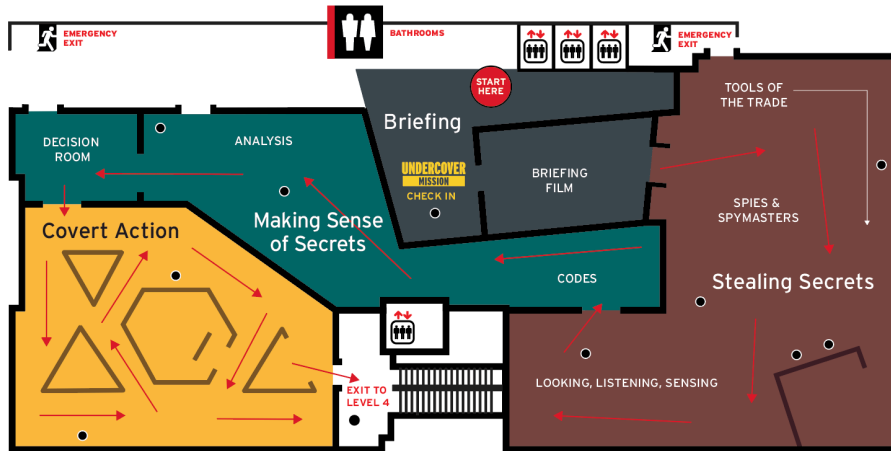 EMERGENCY
EXIT
BATHROOMS
EMERGENCY
EXIT
START
HERE
TOOLS OF
THE TRADE
Briefing
DECISION
ROOM
ANALYSIS
UNDERCOVER
MISSION
CHECK IN
BRIEFING
FILM
SPIES &
SPYMASTERS
Covert Action
Making Sense
of Secrets
CODES
Stealing Secrets
LOOKING, LISTENING, SENSING
EXIT TO
LEVEL 4